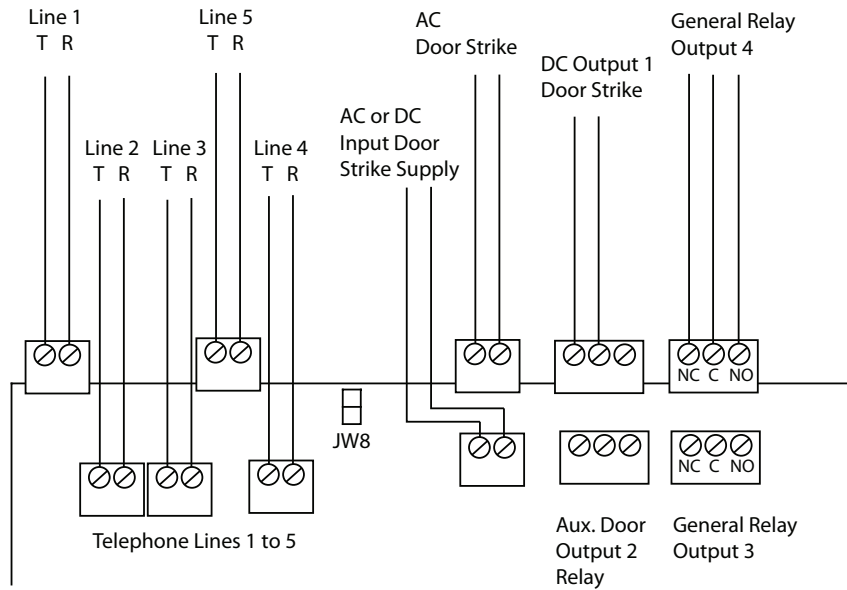 Line 1
T R
Line 5
T R
AC
Door Strike
General Relay
Output 4
DC Output 1
Door Strike
AC or DC
Input Door
Strike Supply
Line 2
T R
Line 3
T R
Line 4
T R
NC C NO
JW8
NC C NO
Telephone Lines 1 to 5
Aux. Door
Output 2
Relay
General Relay
Output 3